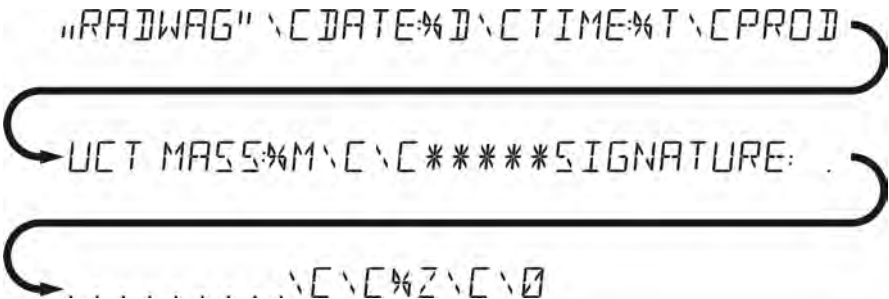 „RADWAG" \CDATE:%D\CTIME:%T\CPROD
UCT MASS:%M\C\C*****SIGNATURE: .
. . . . . . . . .\C\C%Z\C\0